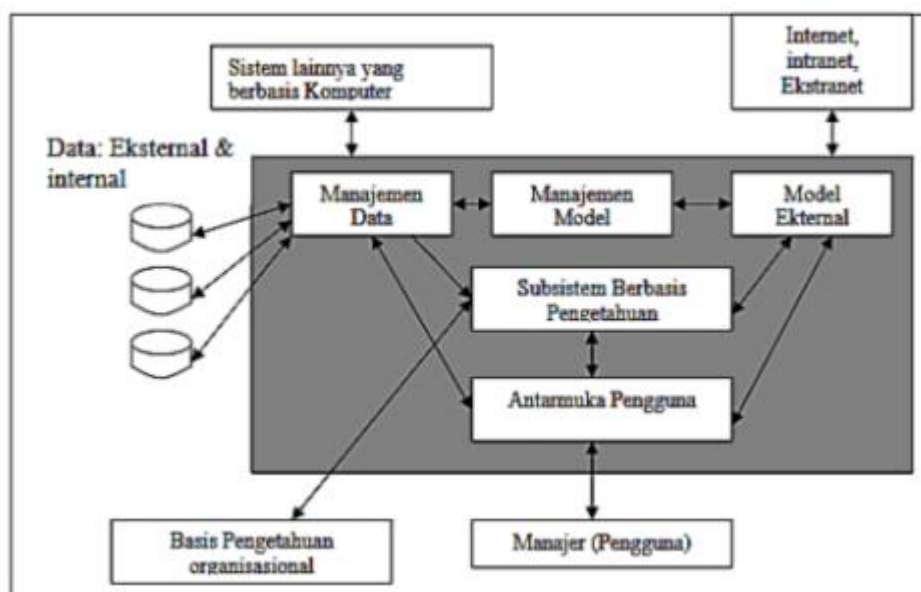 Internet,
intranet,
Ekstranet
Sistem lainnya yang
berbasis Komputer
Data: Eksternal &
internal
Manajemen
Data
Manajemen
Model
Model
Ekternal
Subsistem Berbasis
Pengetahuan
Antarmuka Pengguna
Basis Pengetahuan
organisasional
Manajer (Pengguna)